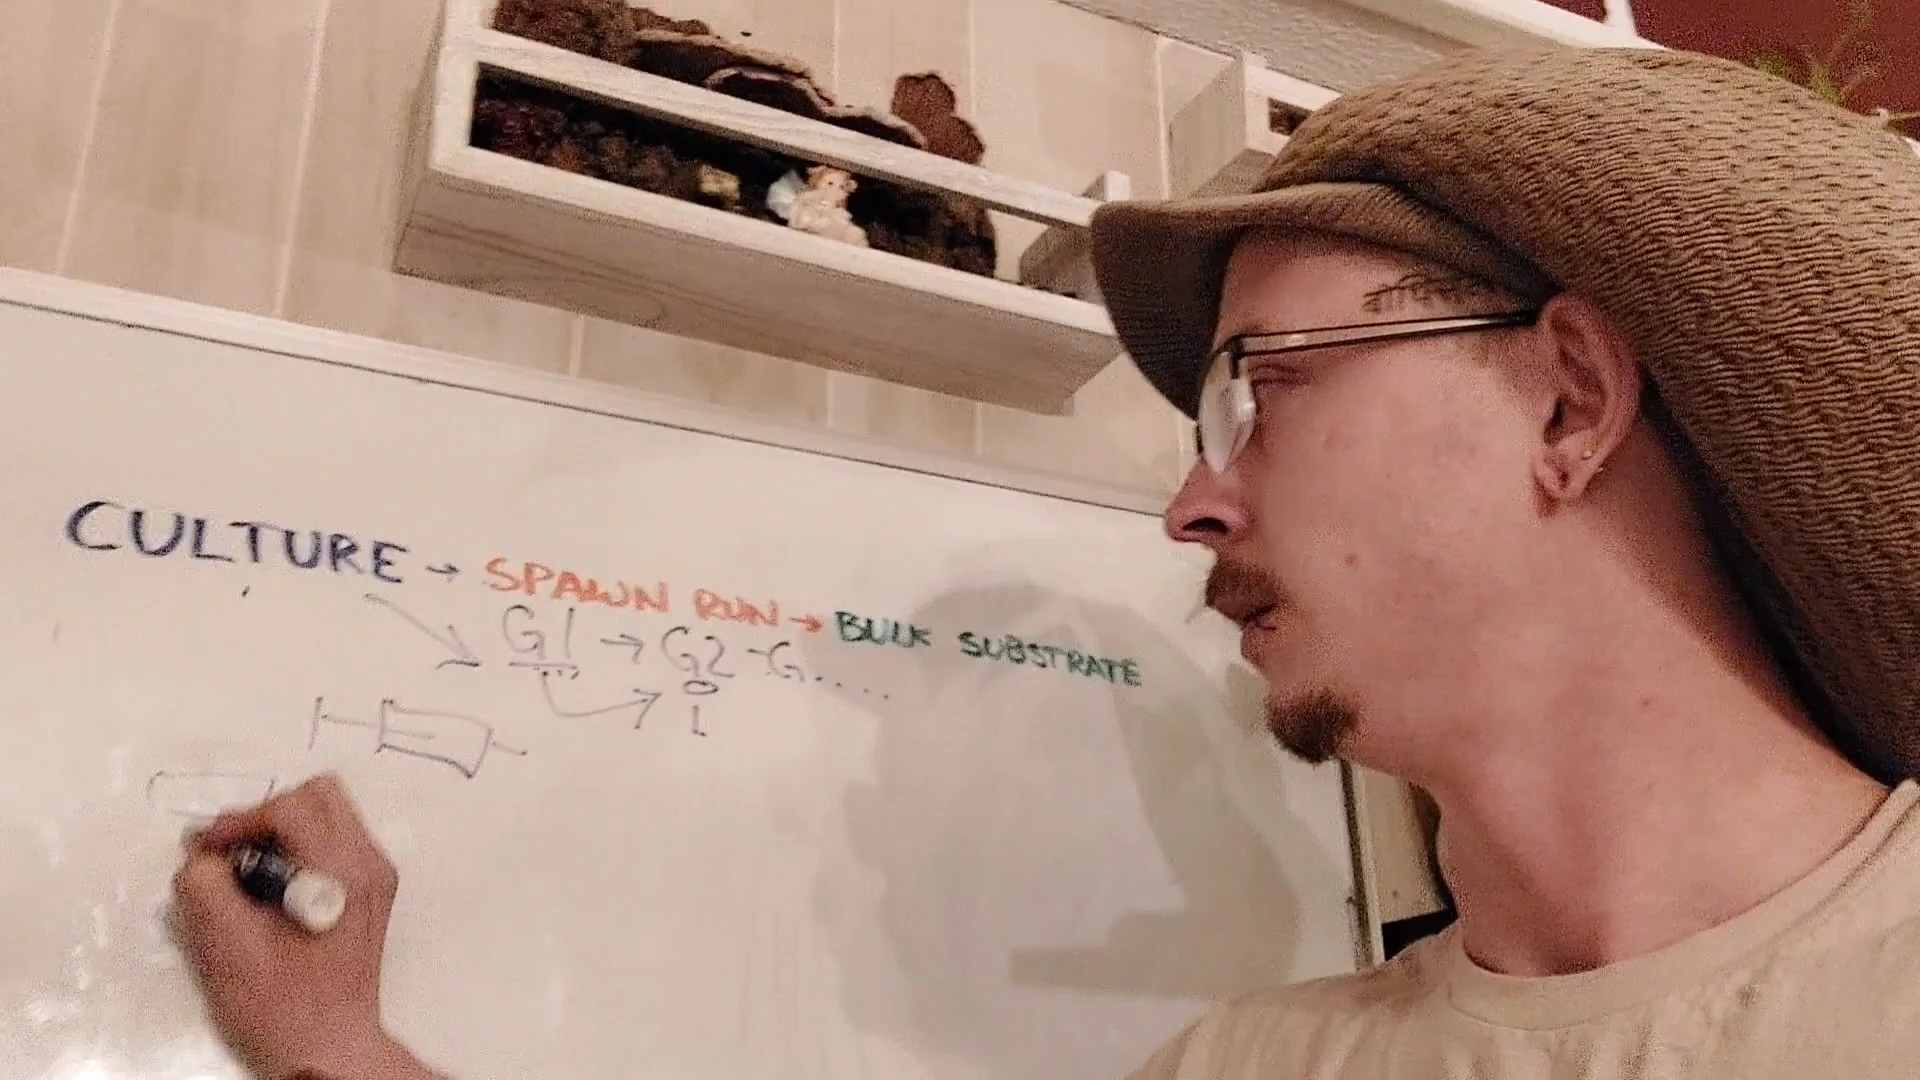 CULTURE → SPAWN RUN → BULK SUBSTRATE
G1 → G2 - G....